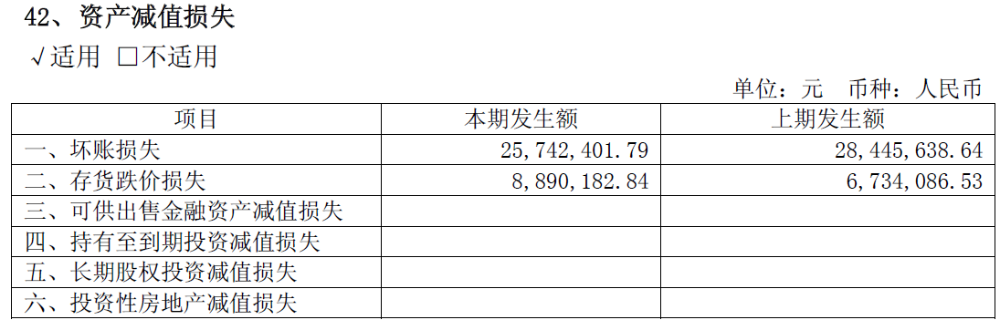 42、资产减值损失
√适用 □不适用
单位：元 币种：人民币
项目 本期发生额 上期发生额
一、坏账损失 25,742,401.79 28,445,638.64
二、存货跌价损失 8,890,182.84 6,734,086.53
三、可供出售金融资产减值损失
四、持有至到期投资减值损失
五、长期股权投资减值损失
六、投资性房地产减值损失